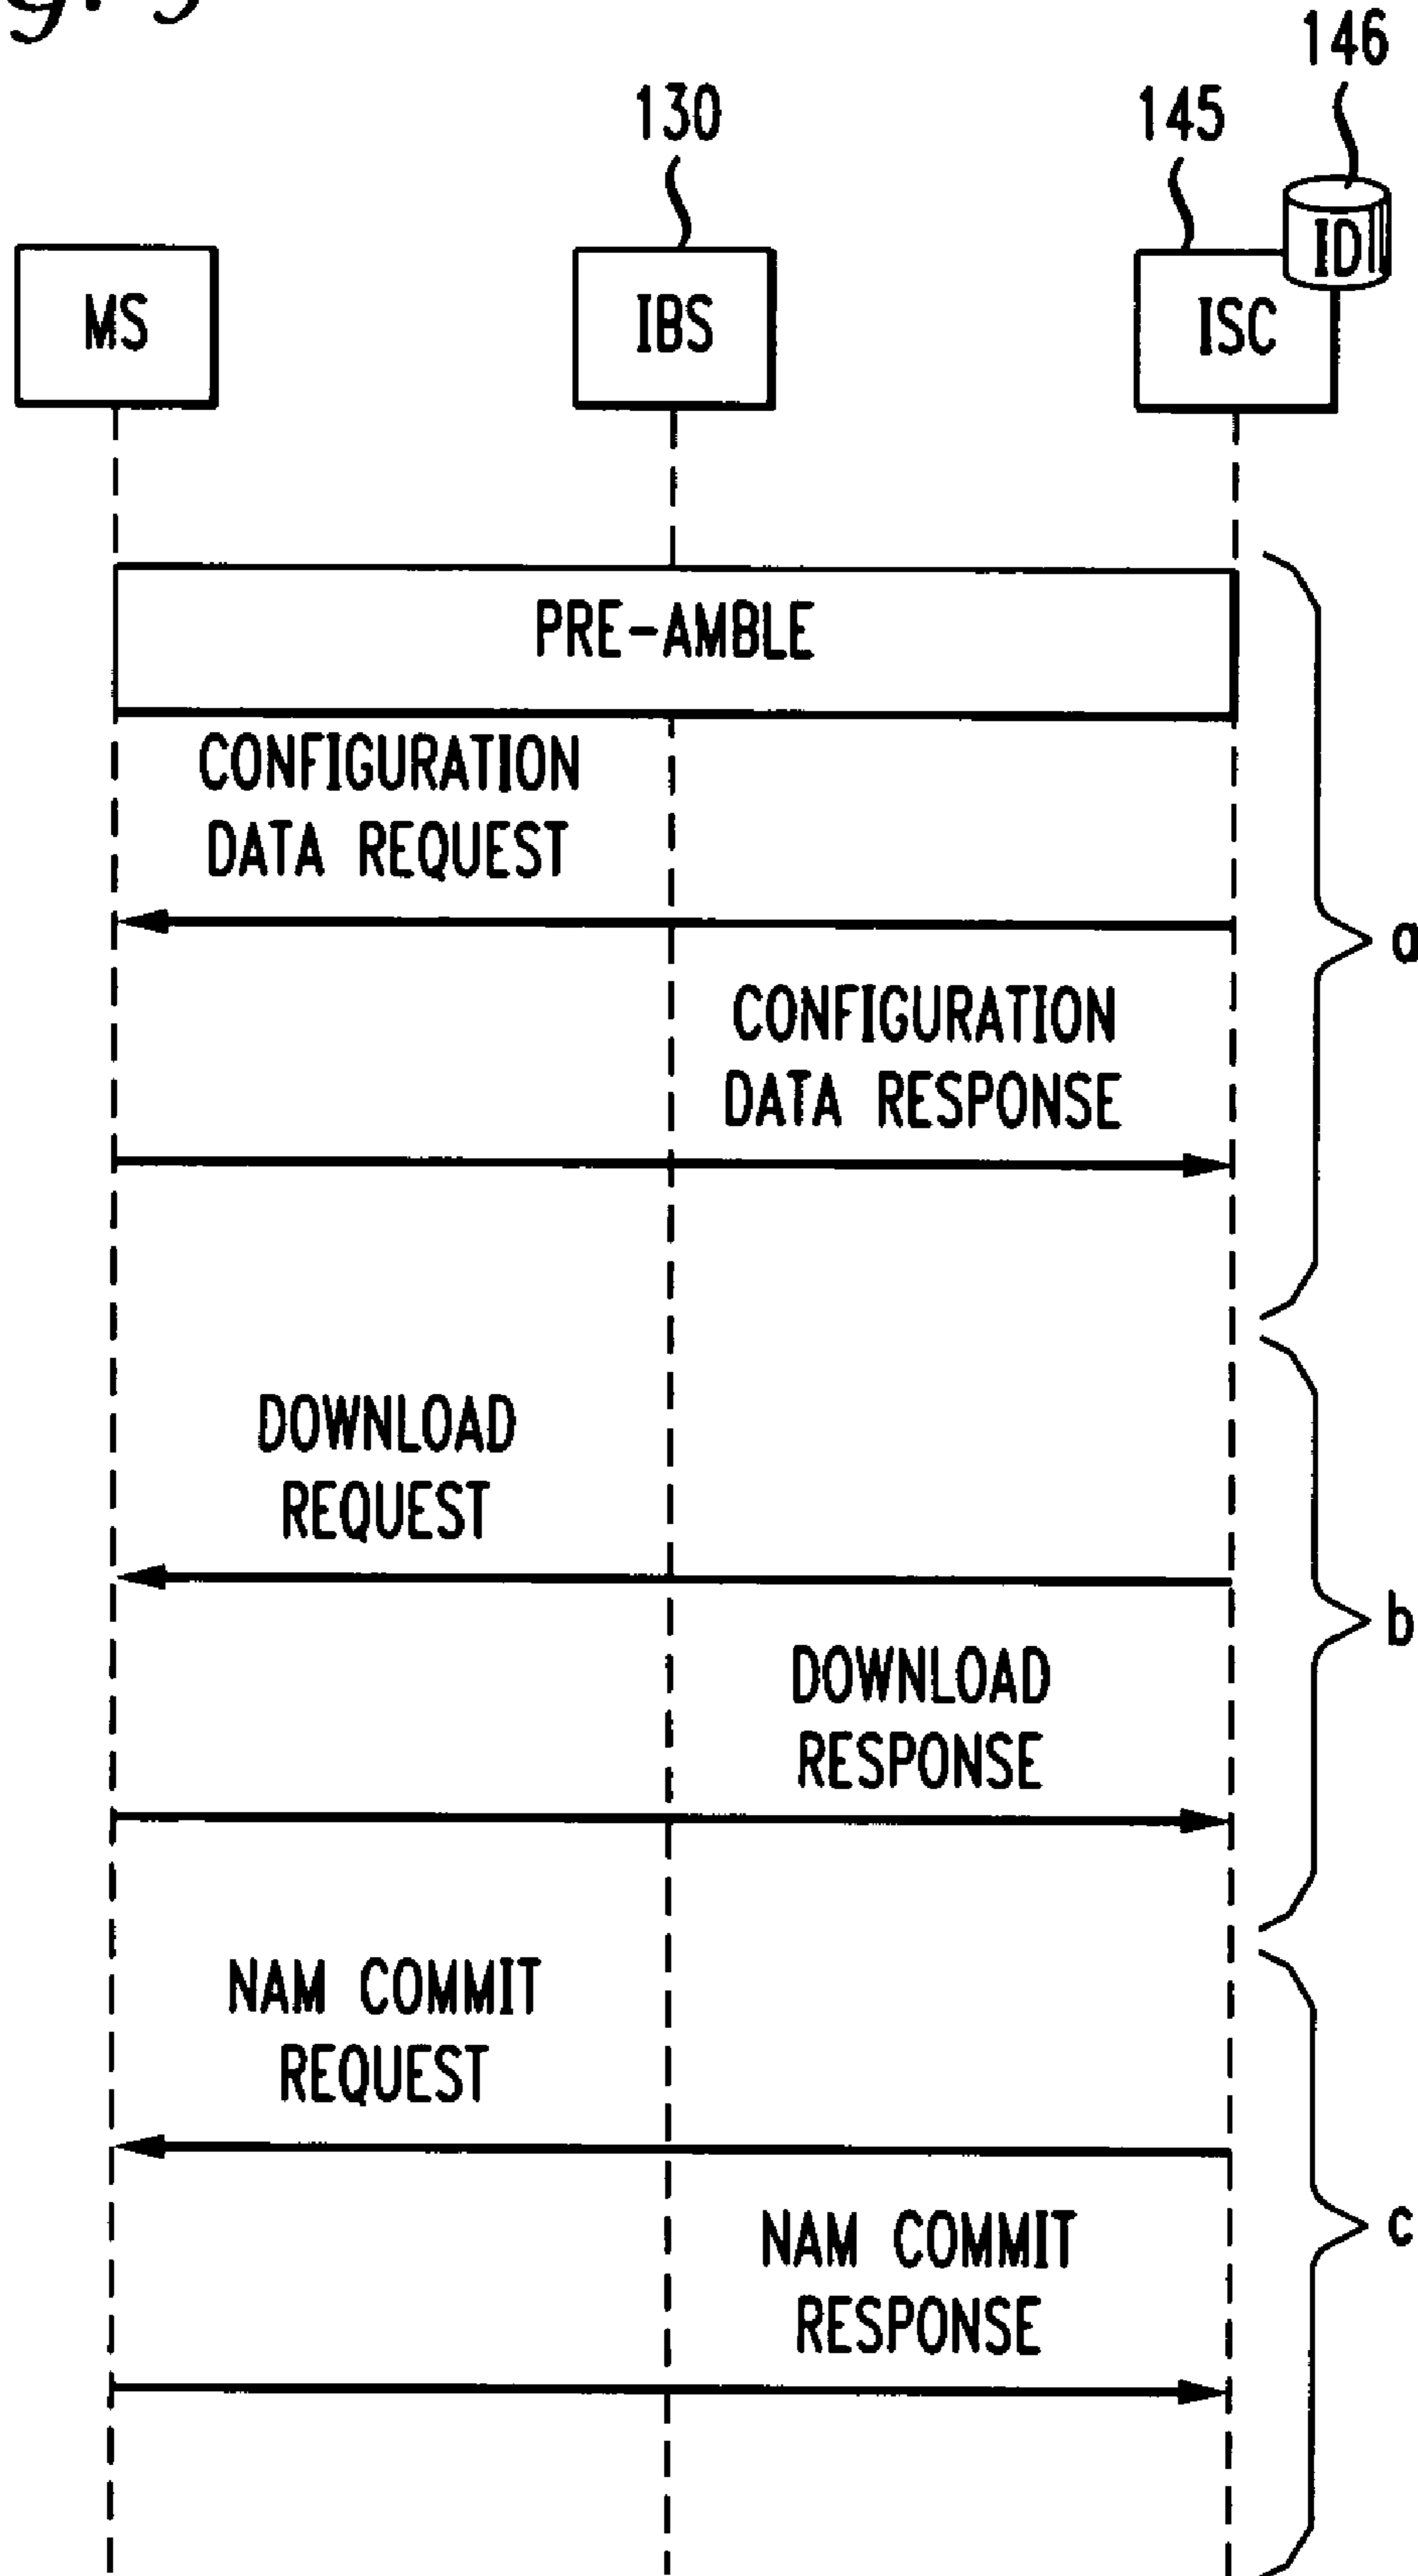 146
130
145
ID
MS
IBS
ISC
PRE-AMBLE
CONFIGURATION
DATA REQUEST
a
CONFIGURATION
DATA RESPONSE
DOWNLOAD
REQUEST
b
DOWNLOAD
RESPONSE
NAM COMMIT
REQUEST
c
NAM COMMIT
RESPONSE